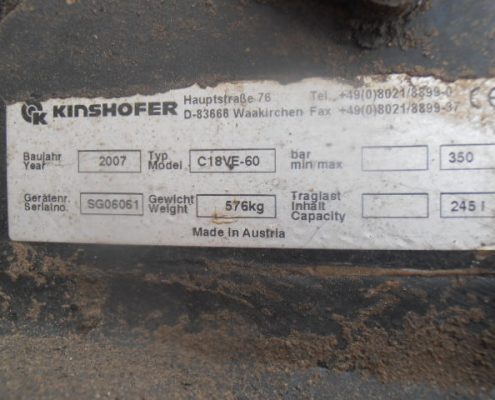 KINSHOFER
Hauptstraße 76 Tel. +49(0)8021/8899-0
D-83666 Waakirchen Fax +49(0)8021/8899-37
CE
Baujahr
Year
2007
Typ
Model
C18VE-60
bar
min/max
350
Gerätenr.
Serialno.
SG06061
Gewicht
Weight
576kg
Traglast
Inhalt
Capacity
245 l
Made in Austria